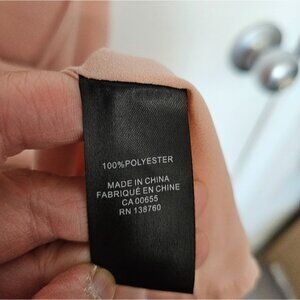 100%POLYESTER
MADE IN CHINA
FABRIQUÉ EN CHINE
CA 00655
RN 138760